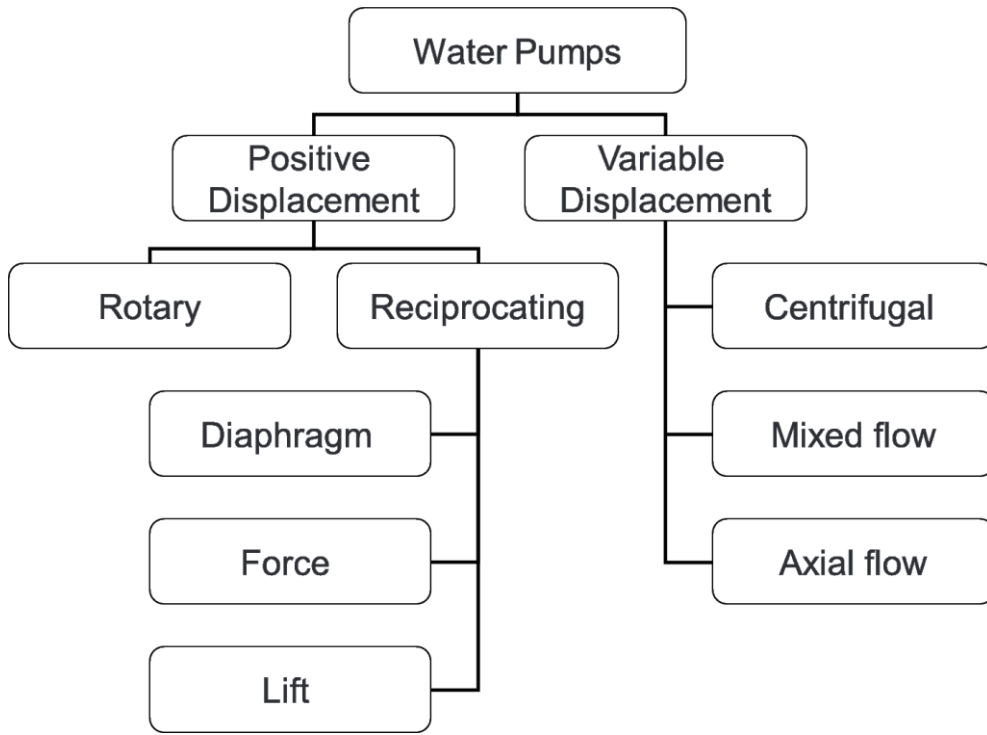 Water Pumps
Positive
Displacement
Variable
Displacement
Rotary
Reciprocating
Centrifugal
Diaphragm
Mixed flow
Force
Axial flow
Lift